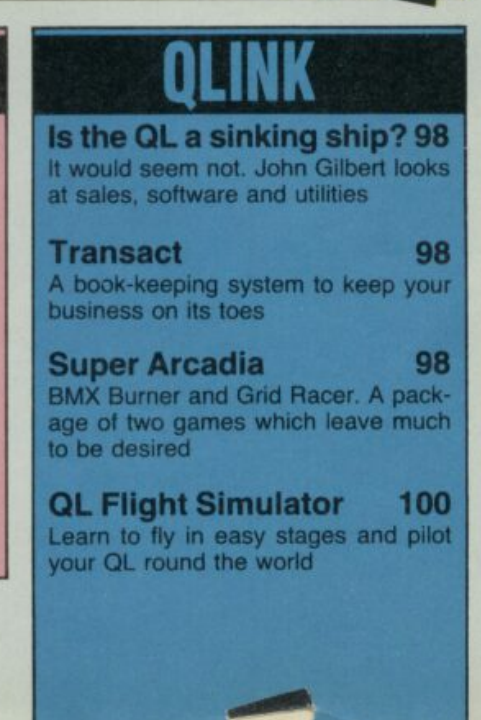 QLINK
Is the QL a sinking ship? 98
It would seem not. John Gilbert looks
at sales, software and utilities
Transact 98
A book-keeping system to keep your
business on its toes
Super Arcadia 98
BMX Burner and Grid Racer. A pack-
age of two games which leave much
to be desired
QL Flight Simulator 100
Learn to fly in easy stages and pilot
your QL round the world